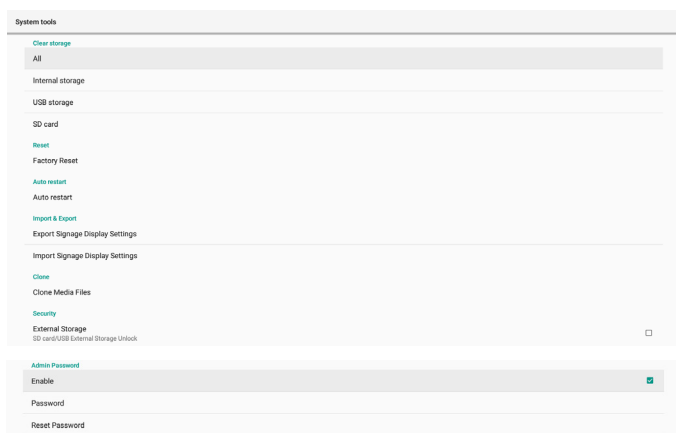 System tools
Clear storage
All
Internal storage
USB storage
SD card
Reset
Factory Reset
Auto restart
Auto restart
Import & Export
Export Signage Display Settings
Import Signage Display Settings
Clone
Clone Media Files
Security
External Storage
SD card/USB External Storage Unlock
Admin Password
Enable
Password
Reset Password